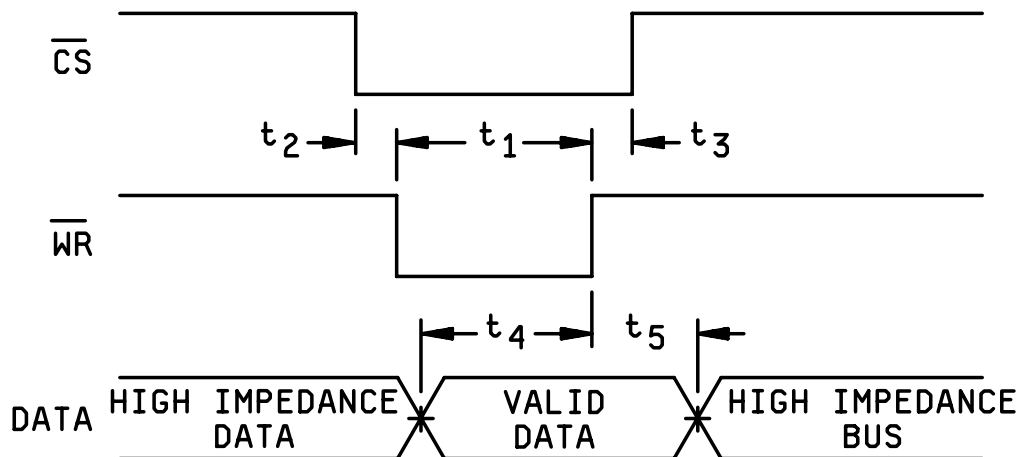 CS
t2 t1 t3
WR
t4 t5
DATA
HIGH IMPEDANCE
DATA
VALID
DATA
HIGH IMPEDANCE
BUS